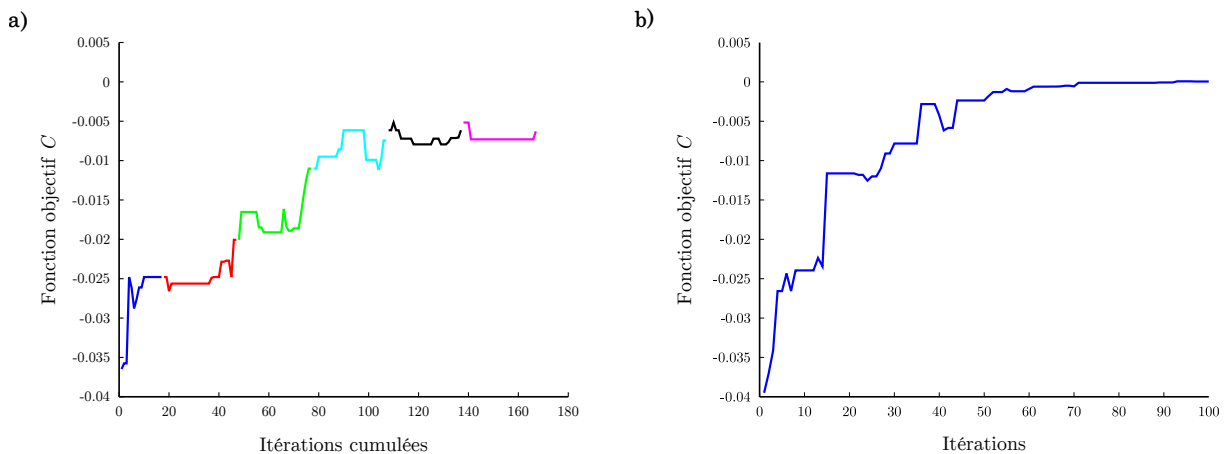 a)
0.005
0
-0.005
-0.01
-0.015
-0.02
-0.025
-0.03
-0.035
-0.04
Fonction objectif C
0 20 40 60 80 100 120 140 160 180
Itérations cumulées
b)
0.005
0
-0.005
-0.01
-0.015
-0.02
-0.025
-0.03
-0.035
-0.04
Fonction objectif C
0 10 20 30 40 50 60 70 80 90 100
Itérations